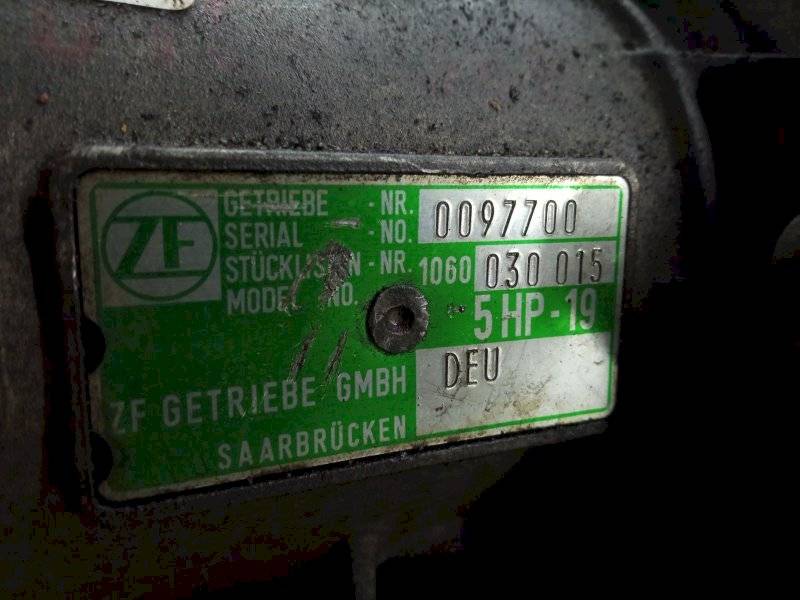 ZF
GETRIEBE - NR. 0097700
SERIAL - NO.
STÜCKLISTEN - NR. 1060 030 015
MODEL NO.
5 HP - 19
DEU
ZF GETRIEBE GMBH
SAARBRÜCKEN